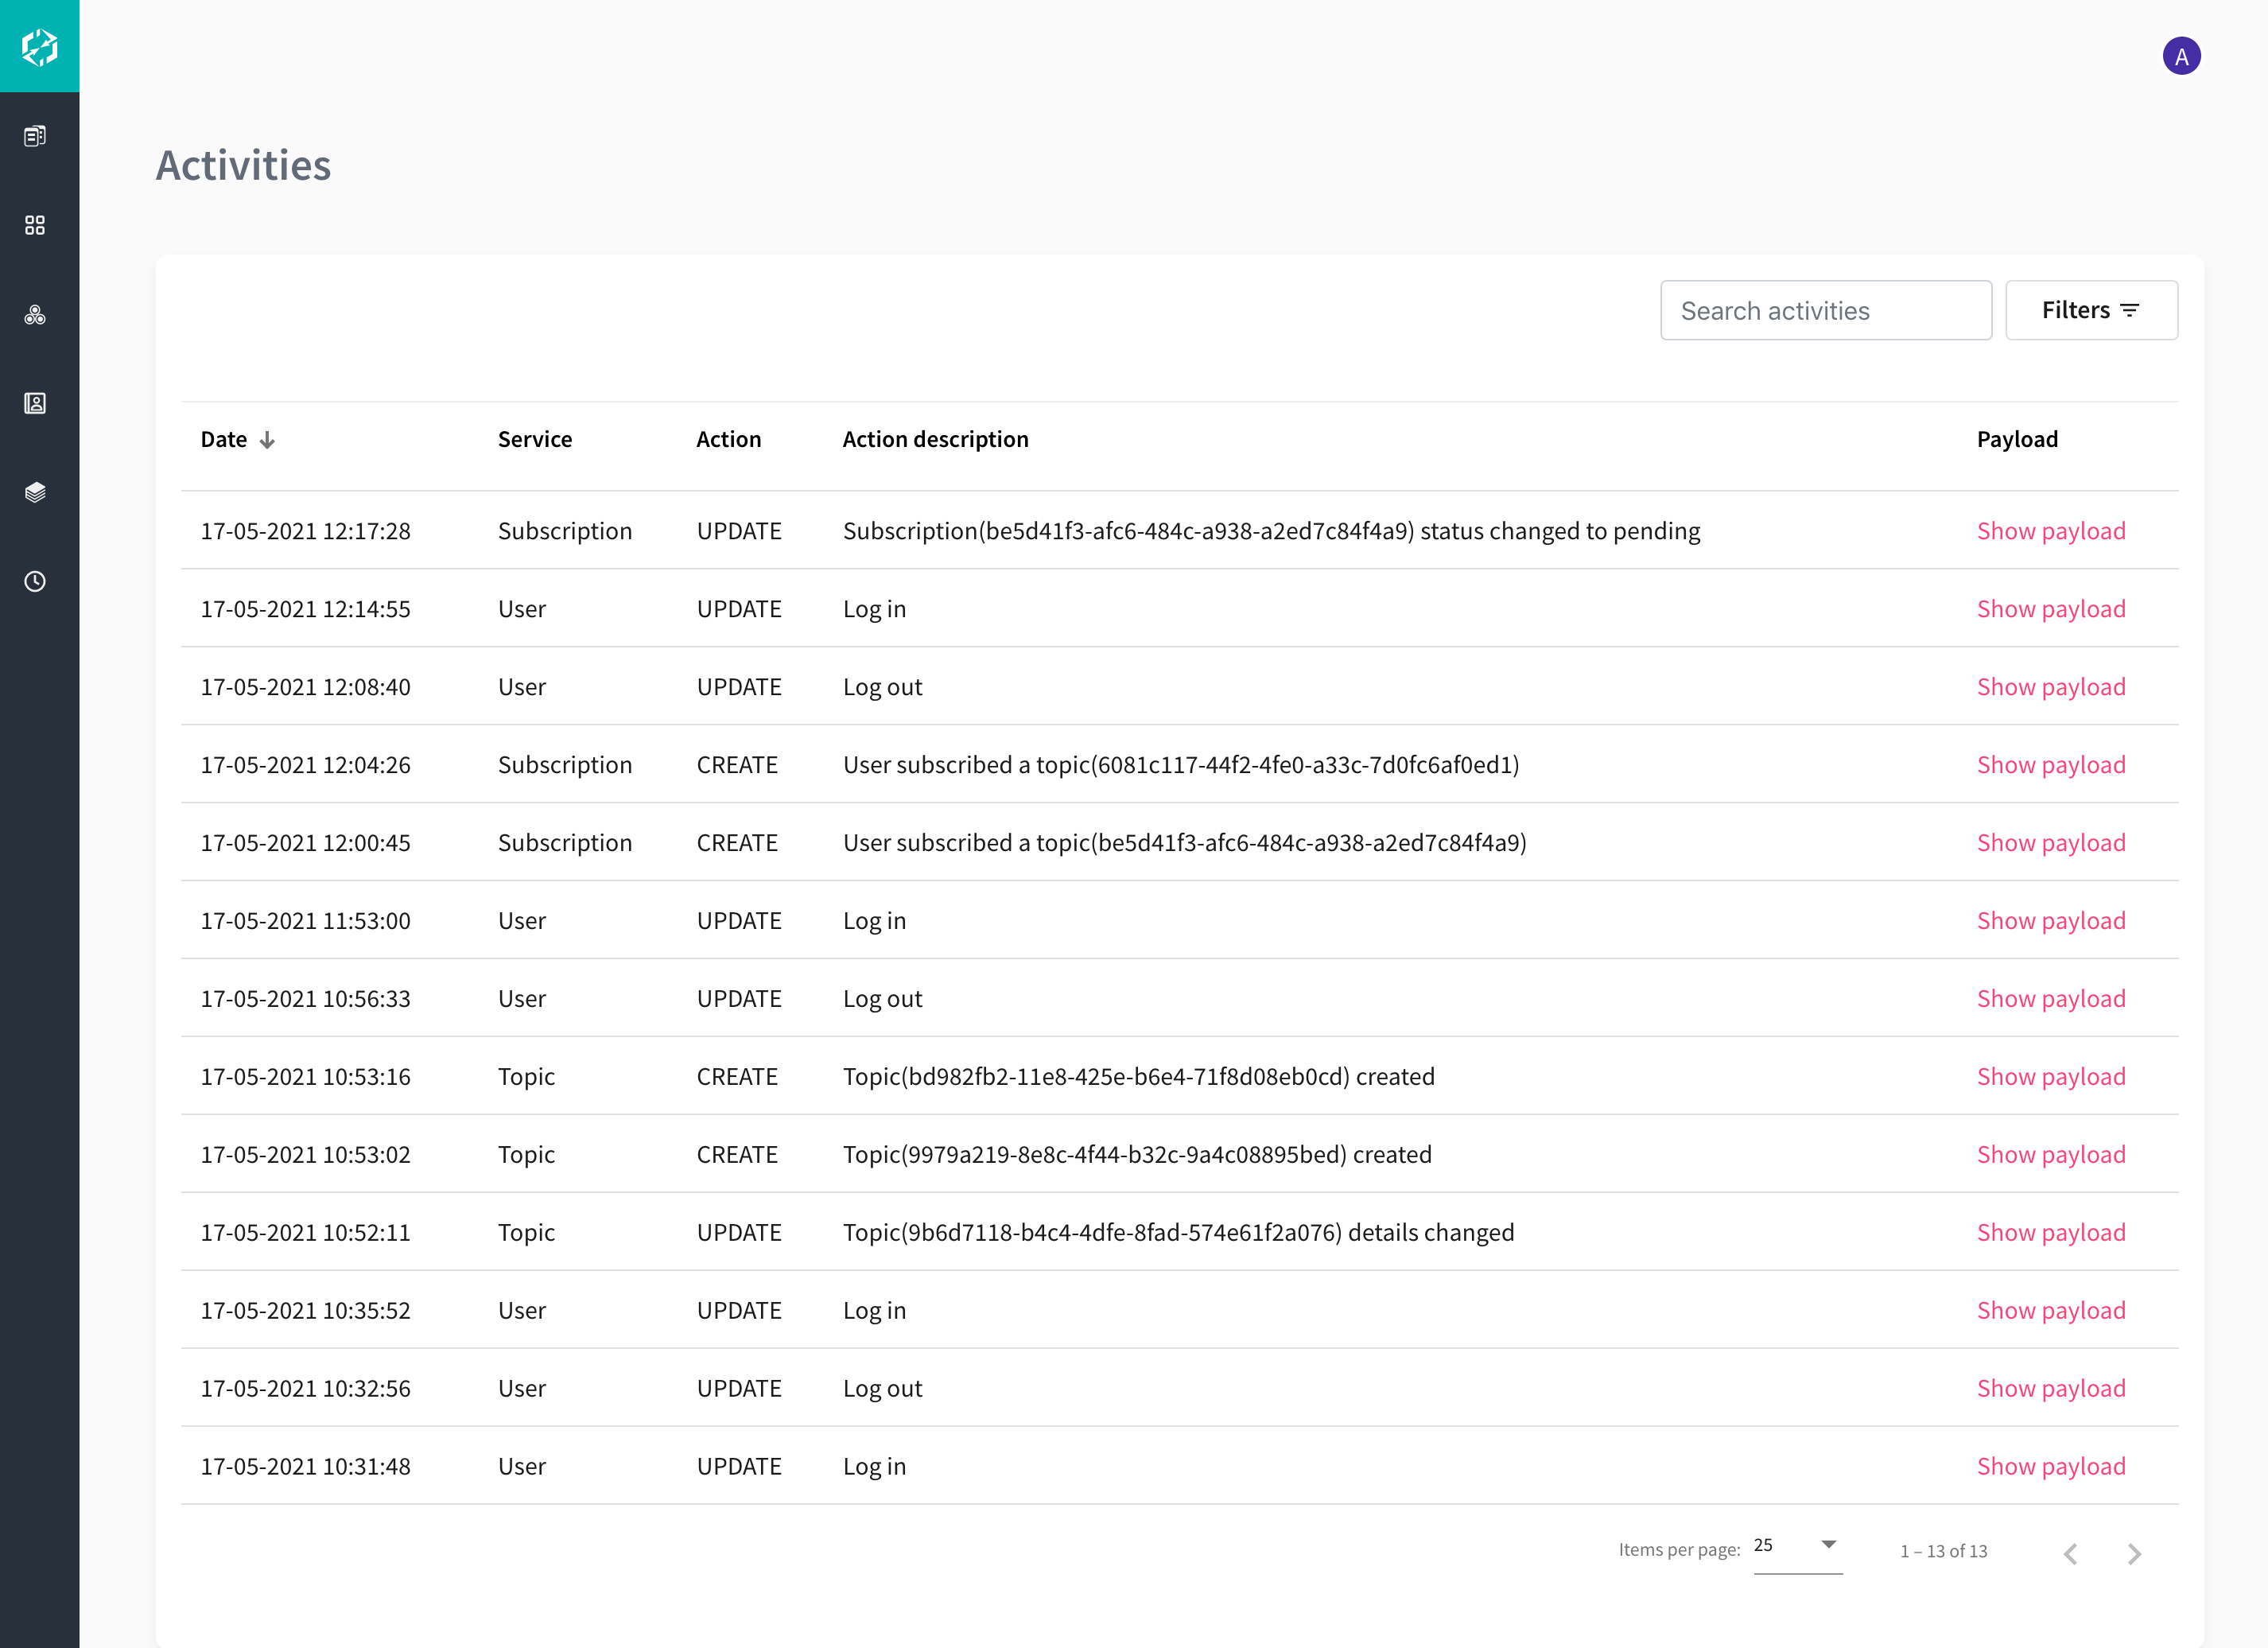 A
Activities
Search activities
Filters
Date Service Action Action description Payload
17-05-2021 12:17:28 Subscription UPDATE Subscription(be5d41f3-afc6-484c-a938-a2ed7c84f4a9) status changed to pending Show payload
17-05-2021 12:14:55 User UPDATE Log in Show payload
17-05-2021 12:08:40 User UPDATE Log out Show payload
17-05-2021 12:04:26 Subscription CREATE User subscribed a topic(6081c117-44f2-4fe0-a33c-7d0fc6af0ed1) Show payload
17-05-2021 12:00:45 Subscription CREATE User subscribed a topic(be5d41f3-afc6-484c-a938-a2ed7c84f4a9) Show payload
17-05-2021 11:53:00 User UPDATE Log in Show payload
17-05-2021 10:56:33 User UPDATE Log out Show payload
17-05-2021 10:53:16 Topic CREATE Topic(bd982fb2-11e8-425e-b6e4-71f8d08eb0cd) created Show payload
17-05-2021 10:53:02 Topic CREATE Topic(9979a219-8e8c-4f44-b32c-9a4c08895bed) created Show payload
17-05-2021 10:52:11 Topic UPDATE Topic(9b6d7118-b4c4-4dfe-8fad-574e61f2a076) details changed Show payload
17-05-2021 10:35:52 User UPDATE Log in Show payload
17-05-2021 10:32:56 User UPDATE Log out Show payload
17-05-2021 10:31:48 User UPDATE Log in Show payload
Items per page: 25 1 – 13 of 13